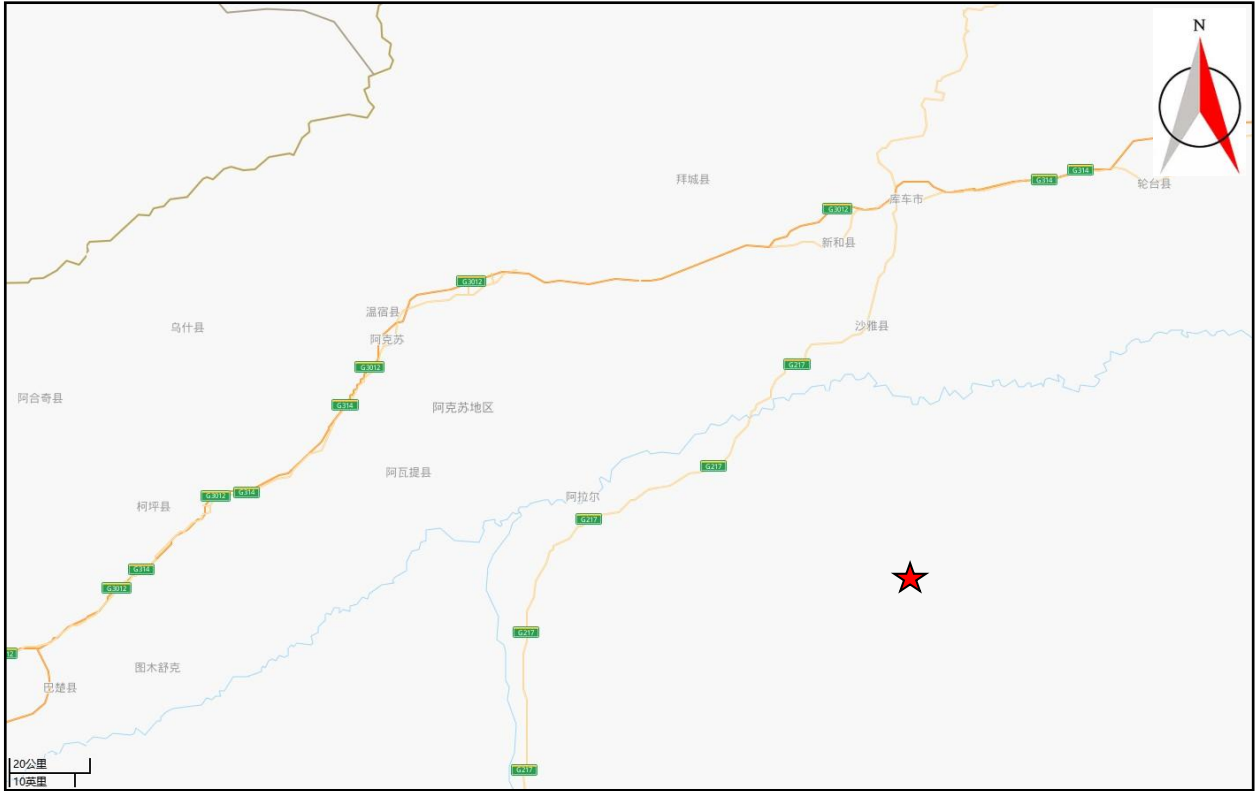 N
拜城县
G314
G314
轮台县
库车市
G3012
新和县
G3012
温宿县
乌什县
沙雅县
阿克苏
G3012
G217
阿合奇县
G314
阿克苏地区
G217
阿瓦提县
G3012
G314
阿拉尔
柯坪县
G217
G314
G3012
G217
12
图木舒克
巴楚县
20公里
G217
10英里